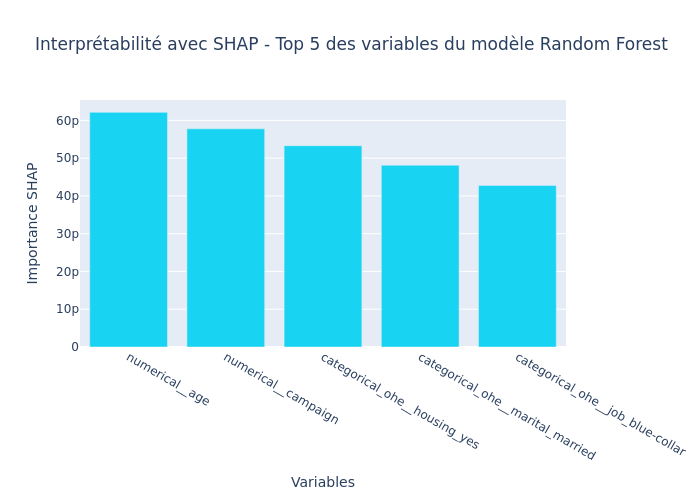 Interprétabilité avec SHAP - Top 5 des variables du modèle Random Forest
Importance SHAP
60p
50p
40p
30p
20p
10p
0
numerical__age
numerical__campaign
categorical_ohe__housing_yes
categorical_ohe__marital_married
categorical_ohe__job_blue-collar
Variables